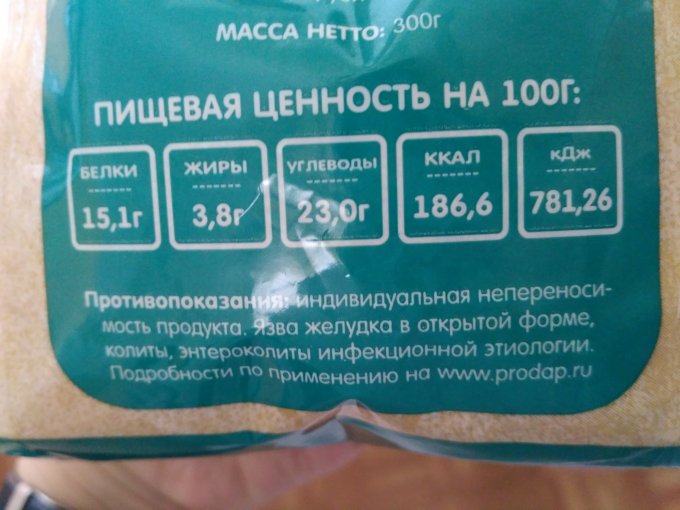 МАССА НЕТТО: 300г
ПИЩЕВАЯ ЦЕННОСТЬ НА 100Г:
БЕЛКИ ЖИРЫ УГЛЕВОДЫ ККАЛ кДж
15,1г 3,8г 23,0г 186,6 781,26
Противопоказания: индивидуальная непереноси-
мость продукта. Язва желудка в открытой форме,
колиты, энтероколиты инфекционной этиологии.
Подробности по применению на www.prodap.ru